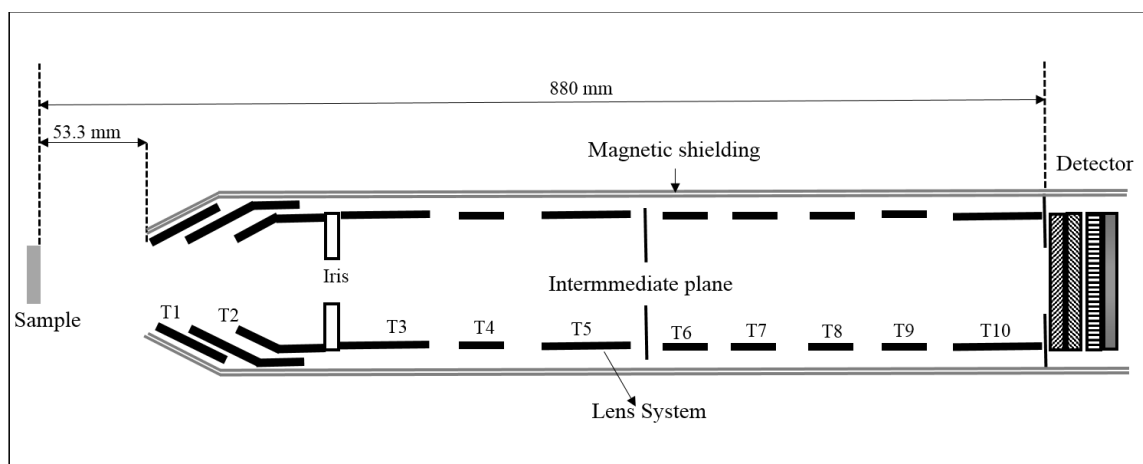 880 mm
53.3 mm
Magnetic shielding
Detector
Iris
Intermmediate plane
Sample
T1
T2
T3
T4
T5
T6
T7
T8
T9
T10
Lens System